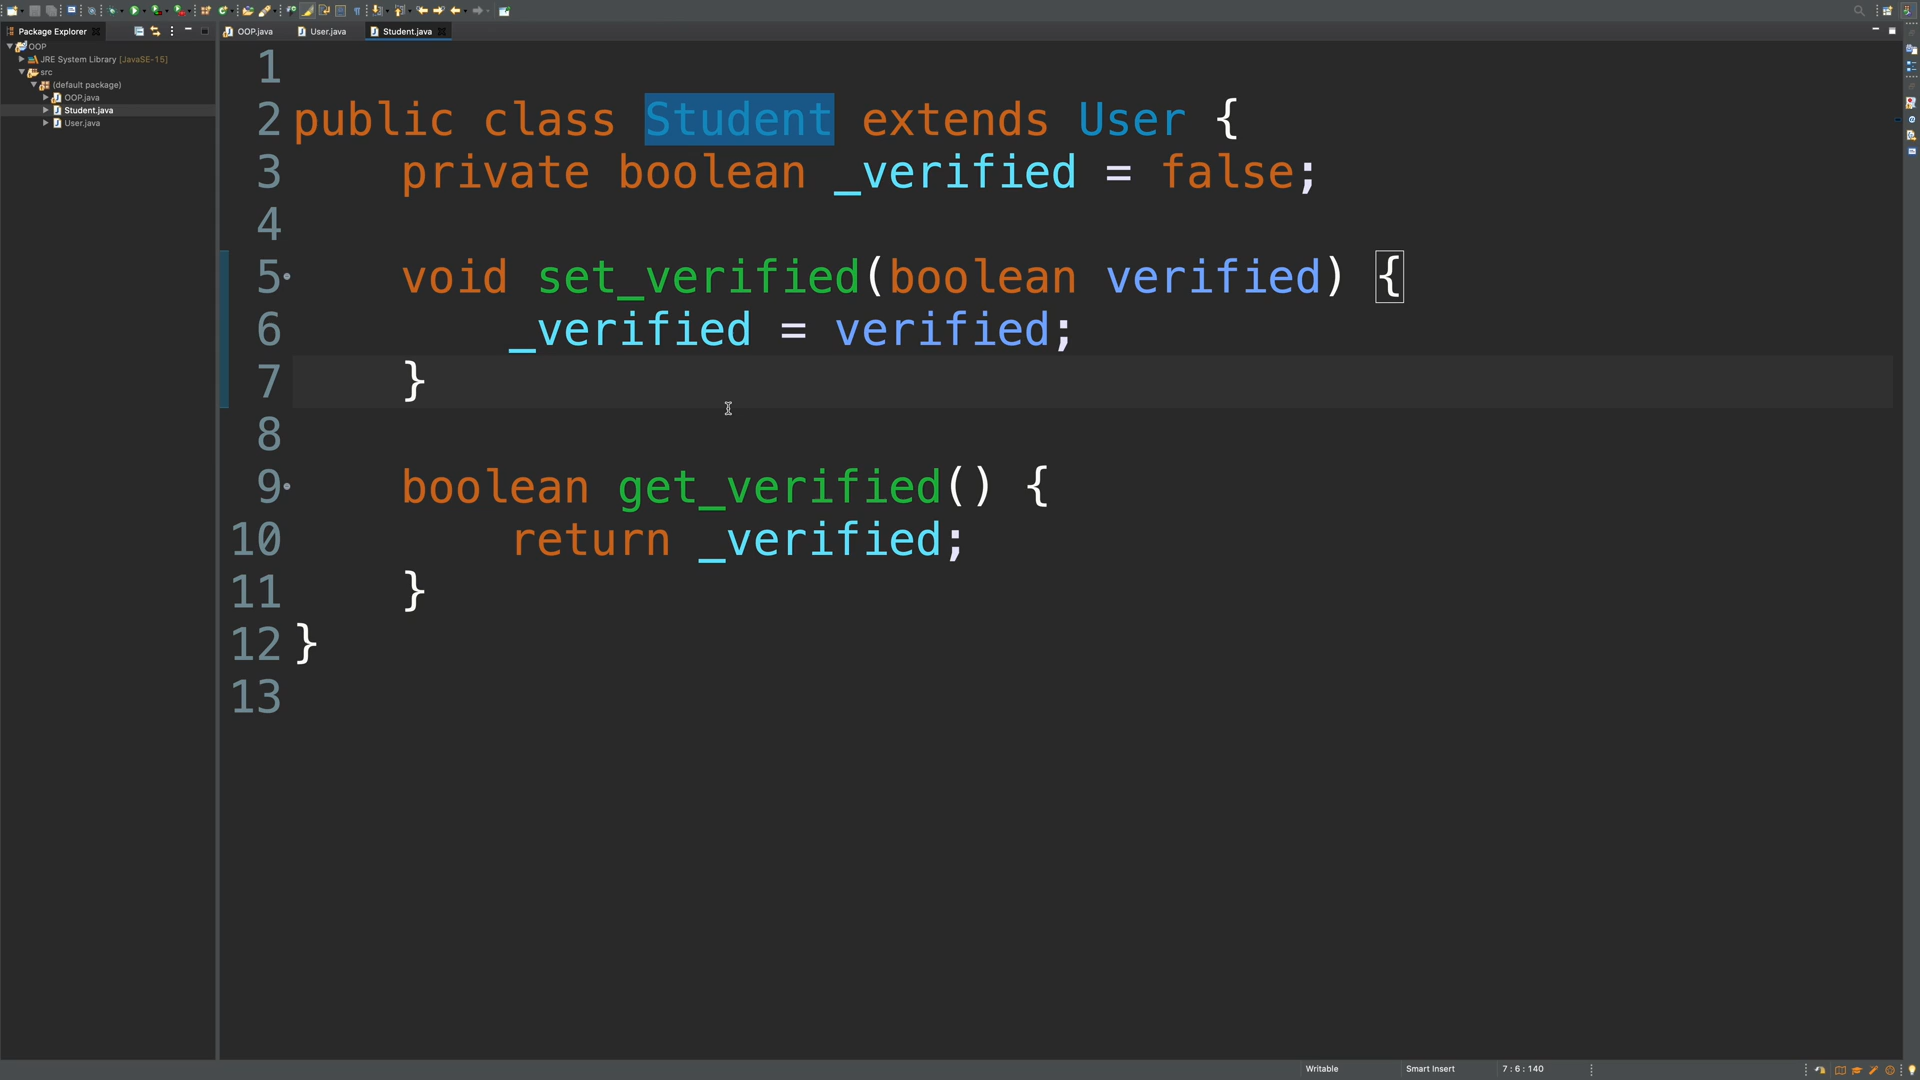 Package Explorer
OOP.java
User.java
Student.java
OOP
JRE System Library [JavaSE-15]
src
(default package)
OOP.java
Student.java
User.java
1
2 public class Student extends User {
3 private boolean _verified = false;
4
5 void set_verified(boolean verified) {
6 _verified = verified;
7 }
8
9 boolean get_verified() {
10 return _verified;
11 }
12 }
13
Writable
Smart Insert
7 : 6 : 140